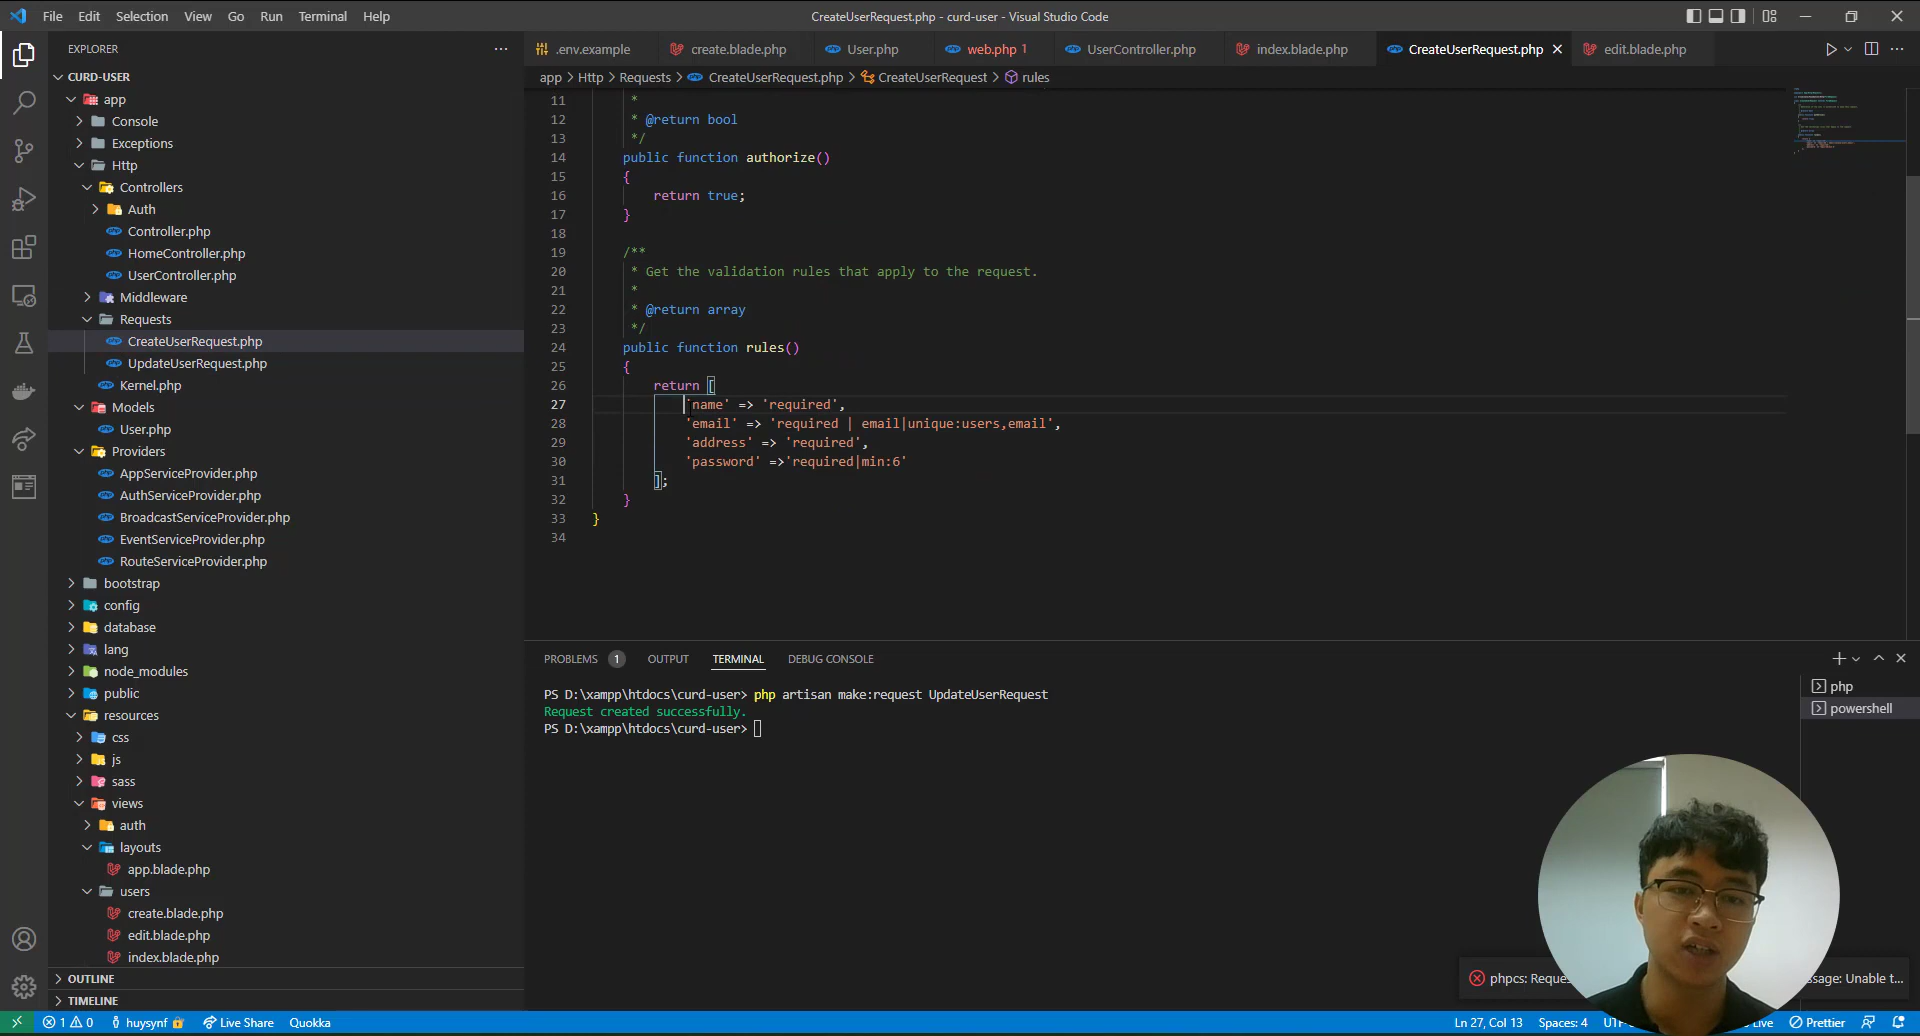 File Edit Selection View Go Run Terminal Help
CreateUserRequest.php - curd-user - Visual Studio Code
EXPLORER
CURD-USER
app
Console
Exceptions
Http
Controllers
Auth
Controller.php
HomeController.php
UserController.php
Middleware
Requests
CreateUserRequest.php
UpdateUserRequest.php
Kernel.php
Models
User.php
Providers
AppServiceProvider.php
AuthServiceProvider.php
BroadcastServiceProvider.php
EventServiceProvider.php
RouteServiceProvider.php
bootstrap
config
database
lang
node_modules
public
resources
css
js
sass
views
auth
layouts
app.blade.php
users
create.blade.php
edit.blade.php
index.blade.php
OUTLINE
TIMELINE
.env.example create.blade.php User.php web.php 1 UserController.php index.blade.php CreateUserRequest.php edit.blade.php
app > Http > Requests > CreateUserRequest.php > CreateUserRequest > rules
11 *
12 * @return bool
13 */
14 public function authorize()
15 {
16 return true;
17 }
18
19 /**
20 * Get the validation rules that apply to the request.
21 *
22 * @return array
23 */
24 public function rules()
25 {
26 return [
27 'name' => 'required',
28 'email' => 'required | email|unique:users,email',
29 'address' => 'required',
30 'password' =>'required|min:6'
31 ];
32 }
33 }
34
PROBLEMS 1 OUTPUT TERMINAL DEBUG CONSOLE
PS D:\xampp\htdocs\curd-user> php artisan make:request UpdateUserRequest
Request created successfully.
PS D:\xampp\htdocs\curd-user>
php
powershell
phpcs: Reque
ssage: Unable t...
1 0 huysynf Live Share Quokka
Ln 27, Col 13 Spaces: 4 UTF- Live Prettier